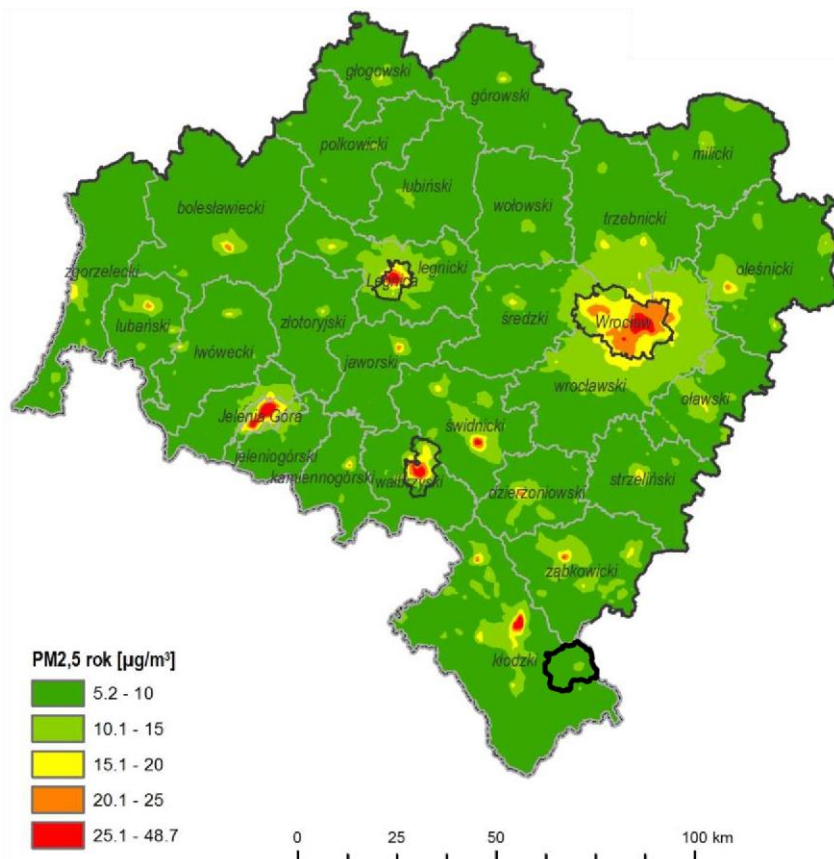 głogowski
górowski
polkowicki
milicki
lubiński
bolesławiecki
wołowski
trzebnicki
zgorzelecki
legnicki
oleśnicki
Legnica
lubański
złotoryjski
średzki
Wrocław
lwówecki
jaworski
wrocławski
oławski
Jelenia Góra
świdnicki
jeleniogórski
kamiennogórski
wałbrzyski
dzierżoniowski
strzeliński
ząbkowicki
kłodzki
PM2,5 rok [µg/m³]
5.2 - 10
10.1 - 15
15.1 - 20
20.1 - 25
25.1 - 48.7
0 25 50 100 km